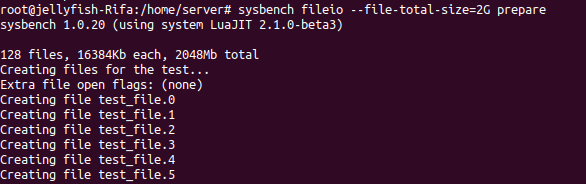 root@jellyfish-Rifa:/home/server# sysbench fileio --file-total-size=2G prepare
sysbench 1.0.20 (using system LuaJIT 2.1.0-beta3)
128 files, 16384Kb each, 2048Mb total
Creating files for the test...
Extra file open flags: (none)
Creating file test_file.0
Creating file test_file.1
Creating file test_file.2
Creating file test_file.3
Creating file test_file.4
Creating file test_file.5